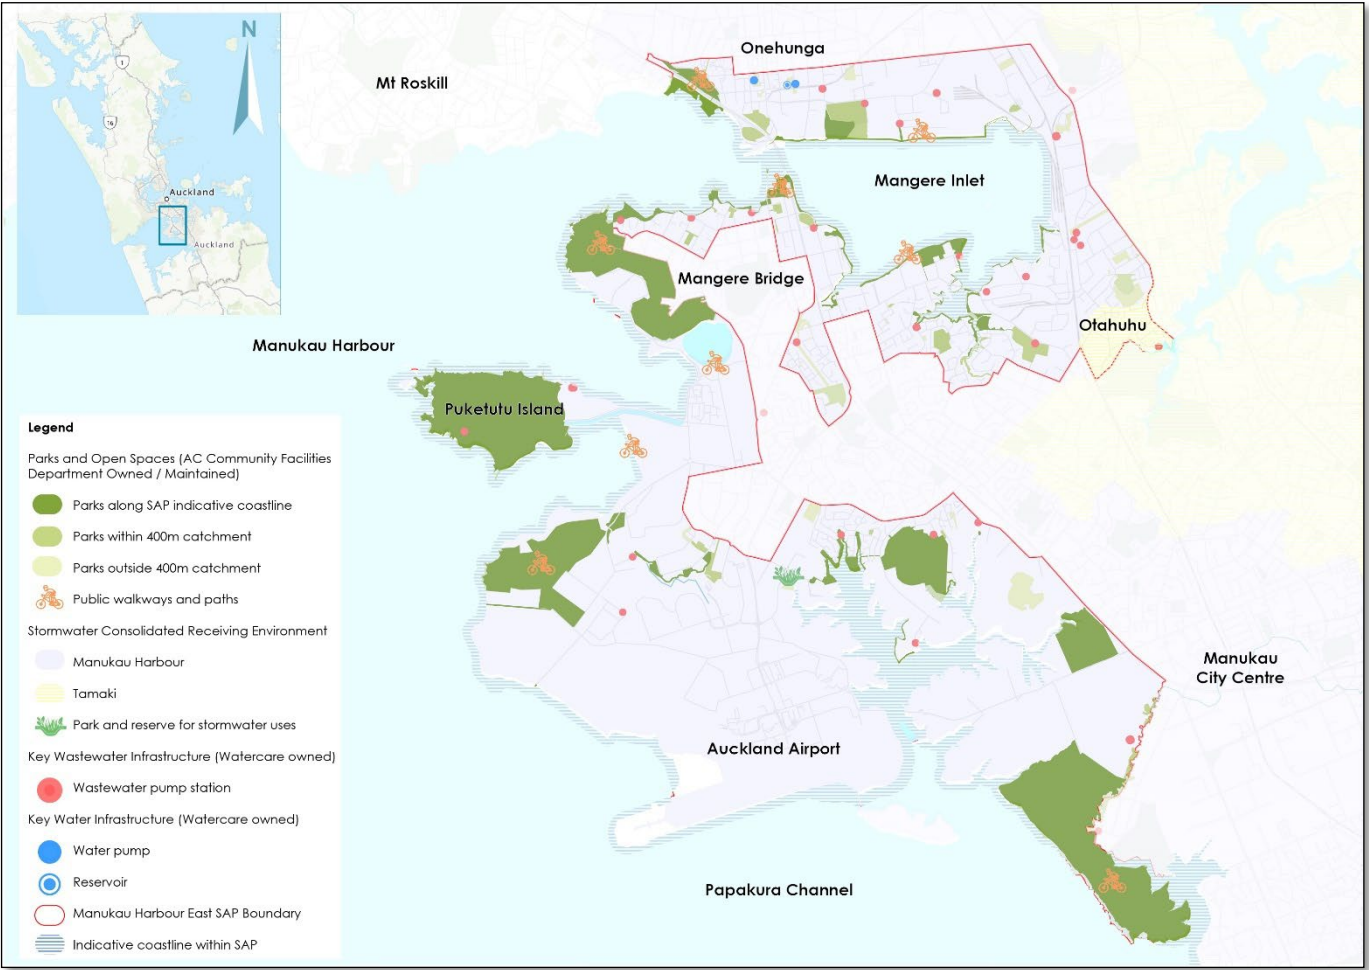 N
1
16
Auckland
Auckland
Onehunga
Mt Roskill
Mangere Inlet
Mangere Bridge
Otahuhu
Manukau Harbour
Puketutu Island
Manukau
City Centre
Auckland Airport
Papakura Channel
Legend
Parks and Open Spaces (AC Community Facilities
Department Owned / Maintained)
Parks along SAP indicative coastline
Parks within 400m catchment
Parks outside 400m catchment
Public walkways and paths
Stormwater Consolidated Receiving Environment
Manukau Harbour
Tamaki
Park and reserve for stormwater uses
Key Wastewater Infrastructure (Watercare owned)
Wastewater pump station
Key Water Infrastructure (Watercare owned)
Water pump
Reservoir
Manukau Harbour East SAP Boundary
Indicative coastline within SAP